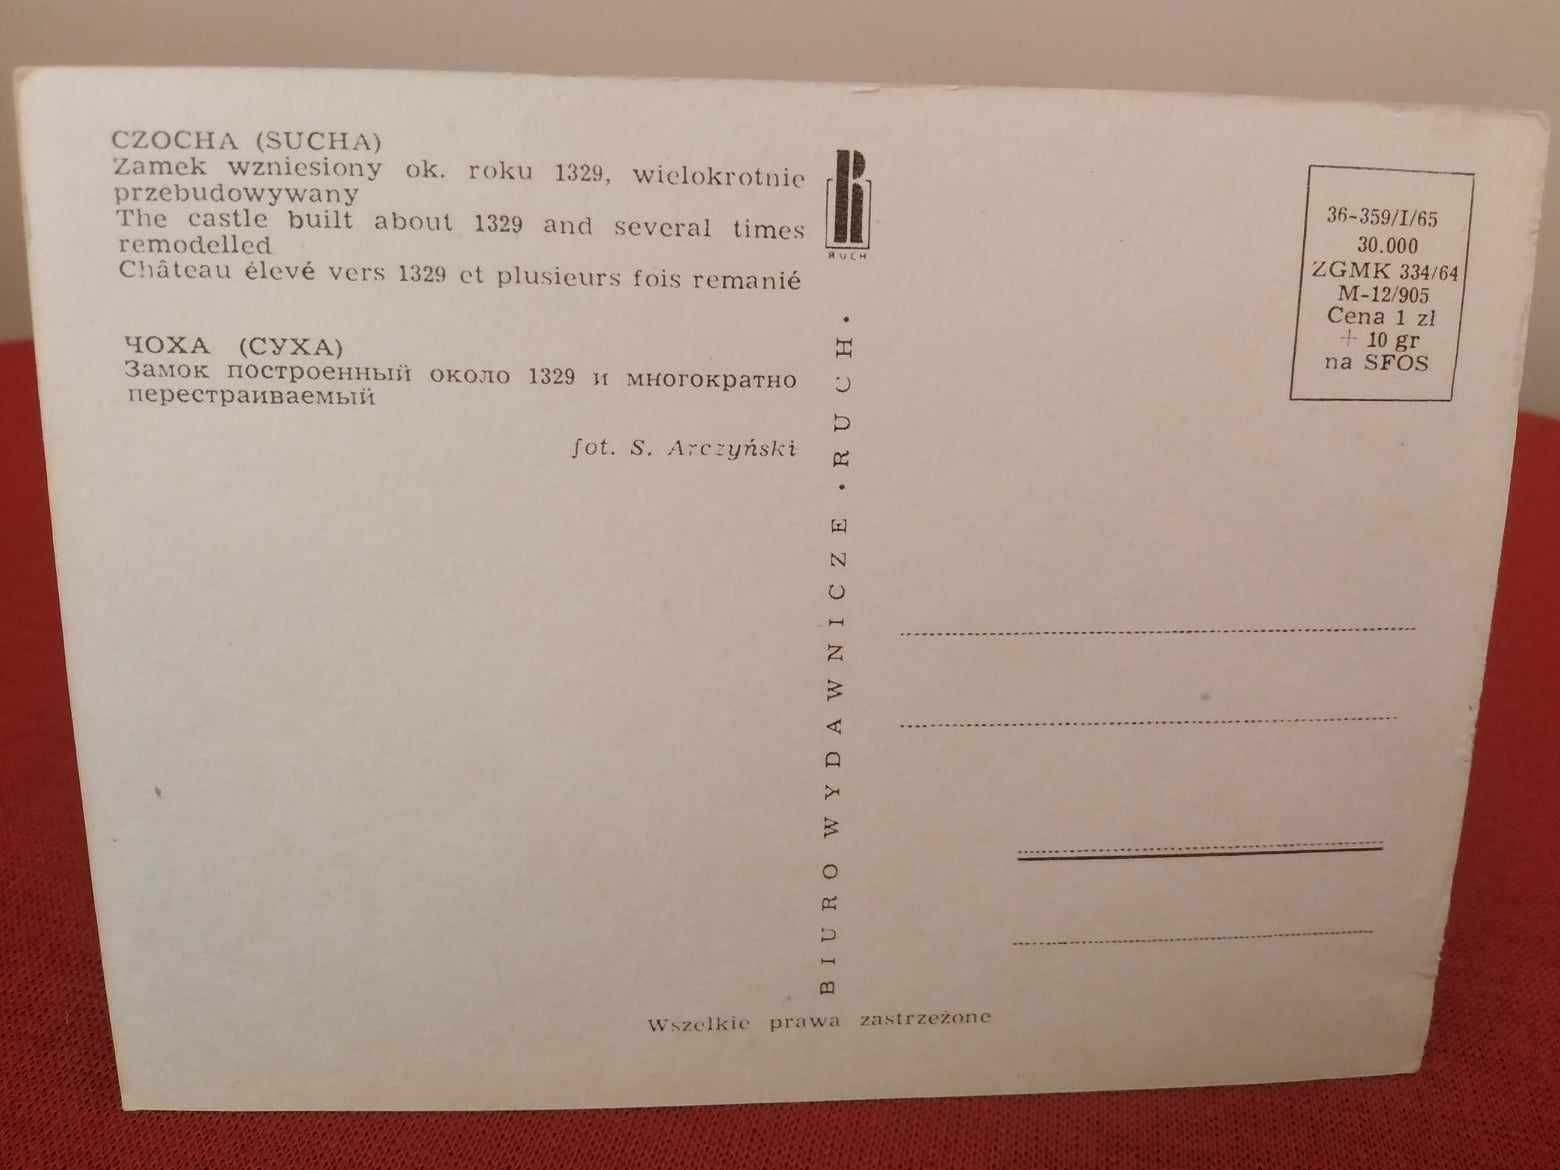 CZOCHA (SUCHA)
Zamek wzniesiony ok. roku 1329, wielokrotnie
przebudowywany
The castle built about 1329 and several times
remodelled
Château élevé vers 1329 et plusieurs fois remanié
ЧОХА (СУХА)
Замок построенный около 1329 и многократно
перестраиваемый
fot. S. Arczyński
RUCH
BIURO WYDAWNICZE • RUCH •
36-359/I/65
30.000
ZGMK 334/64
M-12/905
Cena 1 zł
+ 10 gr
na SFOS
Wszelkie prawa zastrzeżone